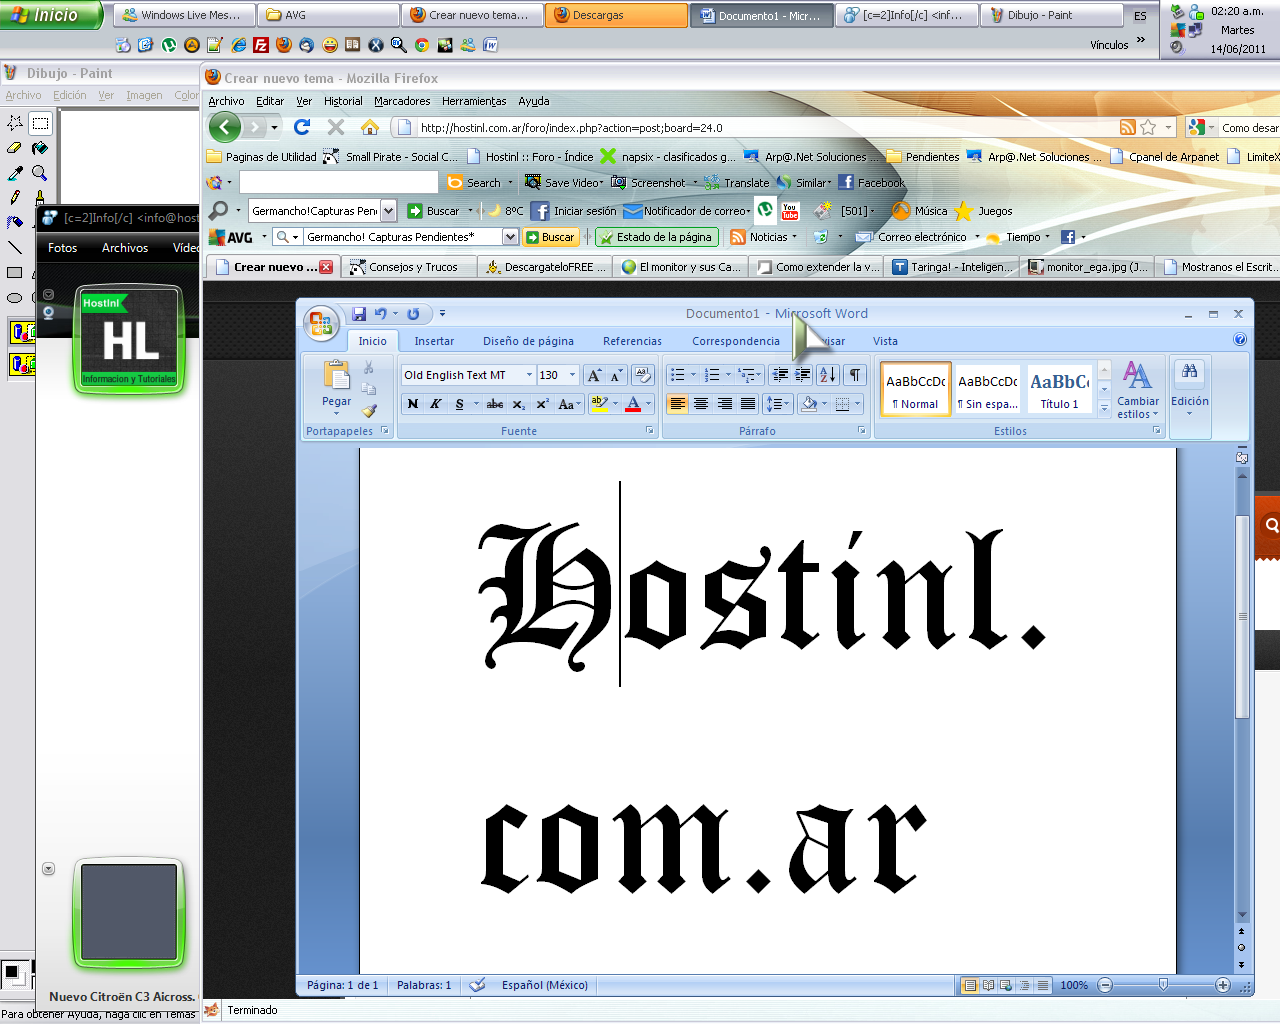 Inicio
Windows Live Mes...
AVG
Crear nuevo tema...
Descargas
Documento1 - Micr...
[c=2]Info[/c] <inf...
Dibujo - Paint
ES
02:20 a.m.
Martes
14/06/2011
Vínculos »
Dibujo - Paint
Archivo Edición Ver Imagen Color
Crear nuevo tema - Mozilla Firefox
Archivo Editar Ver Historial Marcadores Herramientas Ayuda
http://hostinl.com.ar/foro/index.php?action=post;board=24.0
Como desar
Paginas de Utilidad Small Pirate - Social C... Hostinl :: Foro - Índice napsix - clasificados g... Arp@.Net Soluciones ... Pendientes Arp@.Net Soluciones ... Cpanel de Arpanet LimiteX
Search Save Video Screenshot Translate Similar Facebook
Germancho!Capturas Pen Buscar 8ºC Iniciar sesión Notificador de correo You Tube [501] Música Juegos
AVG Germancho! Capturas Pendientes* Buscar Estado de la página Noticias Correo electrónico Tiempo
Crear nuevo ... Consejos y Trucos DescargateloFREE ... El monitor y sus Ca... Como extender la v... Taringa! - Inteligen... monitor_ega.jpg (J... Mostranos el Escrit...
[c=2]Info[/c] <info@host
Fotos Archivos Víde
HostInl
HL
Informacion y Tutoriales
Documento1 - Microsoft Word
Inicio Insertar Diseño de página Referencias Correspondencia visar Vista
Pegar
Portapapeles
Old English Text MT 130
N K S abc x₂ x² Aa
Fuente
Párrafo
AaBbCcDc AaBbCcDc AaBbC
¶ Normal ¶ Sin espa... Título 1
Cambiar estilos
Estilos
Edición
Hostinl.
com.ar
Página: 1 de 1 Palabras: 1 Español (México) 100%
Nuevo Citroën C3 Aicross.
Para obtener Ayuda, haga clic en Temas
Terminado